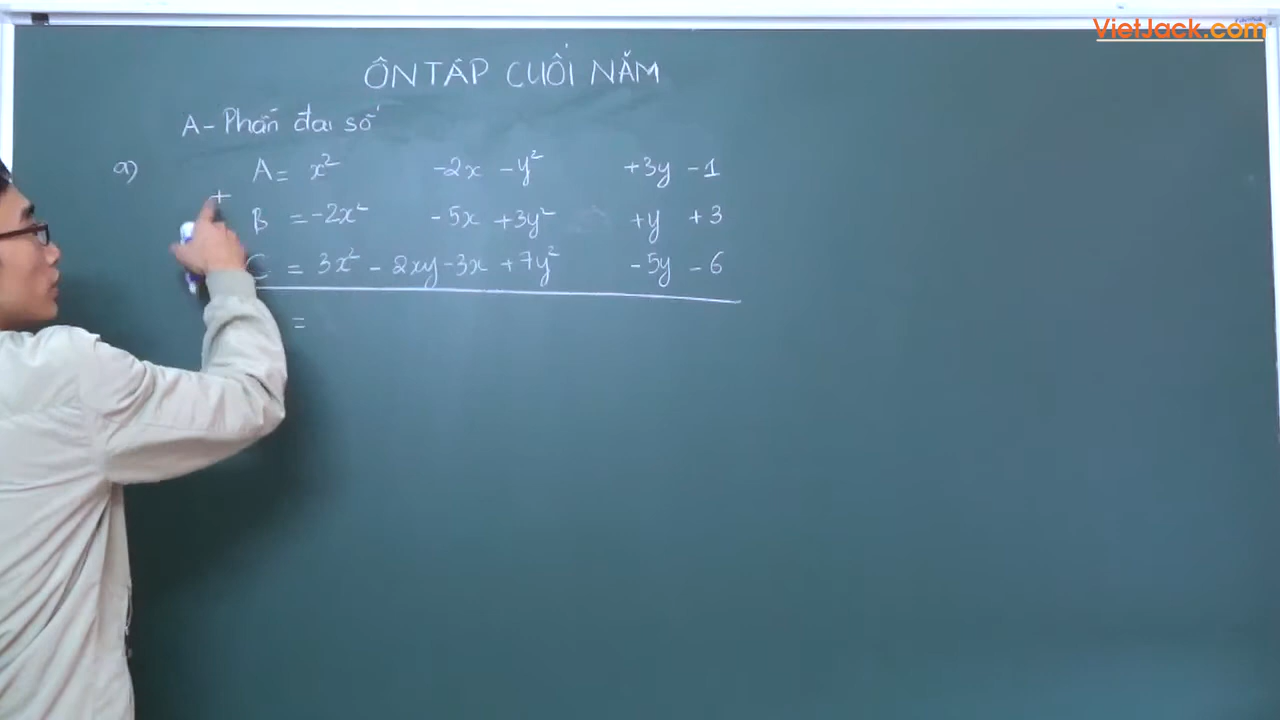 VietJack.com
ÔN TẬP CUỐI NĂM
A - Phần đại số
a) A = x² -2x -y² +3y -1
+
B = -2x² -5x +3y² +y +3
C = 3x² - 2xy -3x +7y² -5y -6
=